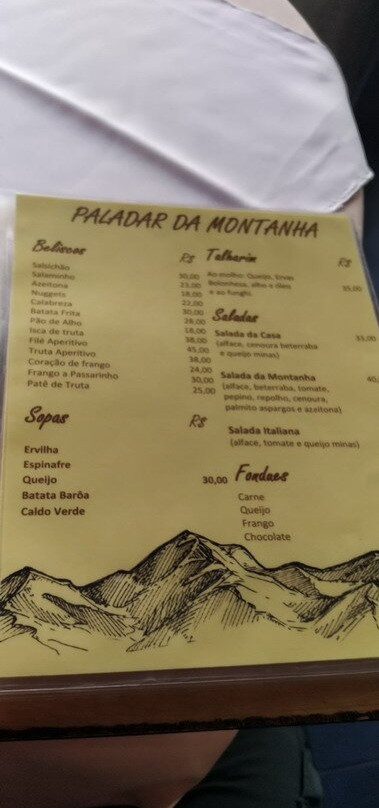 PALADAR DA MONTANHA
Beliscos R$
Salsichão
Salaminho 30,00
Azeitona 23,00
Nuggets 18,00
Calabreza 22,00
Batata Frita 30,00
Pão de Alho 28,00
Isca de truta 18,00
Filé Aperitivo 38,00
Truta Aperitivo 45,00
Coração de frango 38,00
Frango a Passarinho 24,00
Patê de Truta 30,00
25,00
Sopas R$
Ervilha
Espinafre
Queijo 30,00
Batata Barôa
Caldo Verde
Talharim R$
Ao molho: Queijo, Ervas
Bolonhesa, alho e óleo
e ao funghi. 35,00
Saladas
Salada da Casa 33,00
(alface, cenoura beterraba
e queijo minas)
Salada da Montanha 40,
(alface, beterraba, tomate,
pepino, repolho, cenoura,
palmito aspargos e azeitona)
Salada Italiana
(alface, tomate e queijo minas)
Fondues
Carne
Queijo
Frango
Chocolate